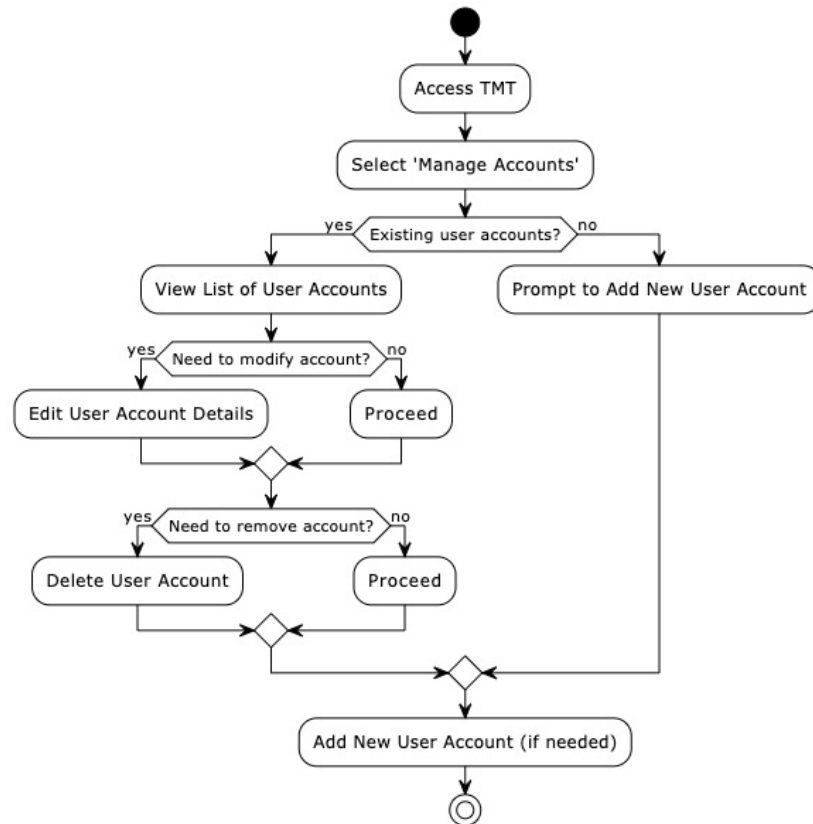 Access TMT
Select 'Manage Accounts'
yes
Existing user accounts?
no
View List of User Accounts
Prompt to Add New User Account
yes
Need to modify account?
no
Edit User Account Details
Proceed
yes
Need to remove account?
no
Delete User Account
Proceed
Add New User Account (if needed)